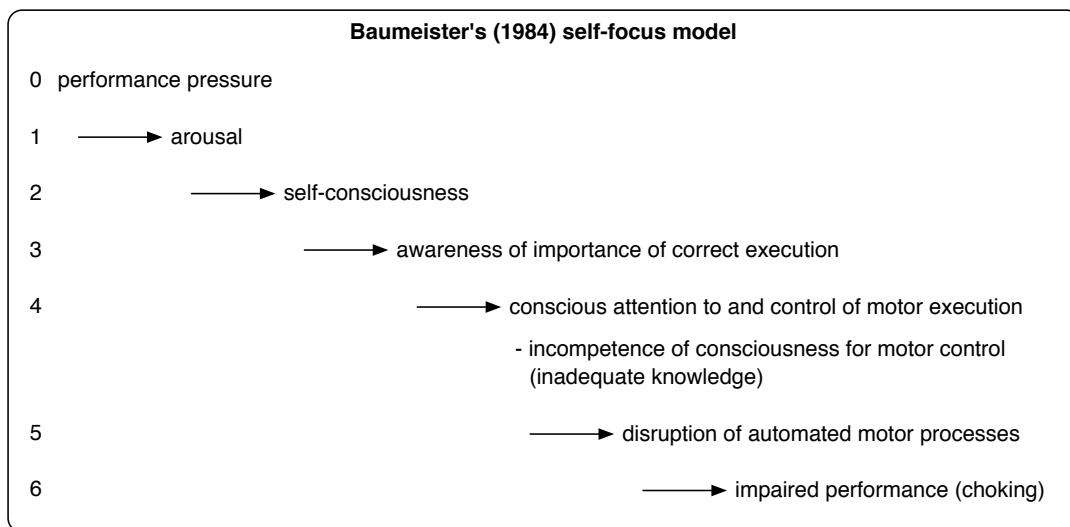 Baumeister's (1984) self-focus model
0 performance pressure
1 arousal
2 self-consciousness
3 awareness of importance of correct execution
4 conscious attention to and control of motor execution
- incompetence of consciousness for motor control
(inadequate knowledge)
5 disruption of automated motor processes
6 impaired performance (choking)